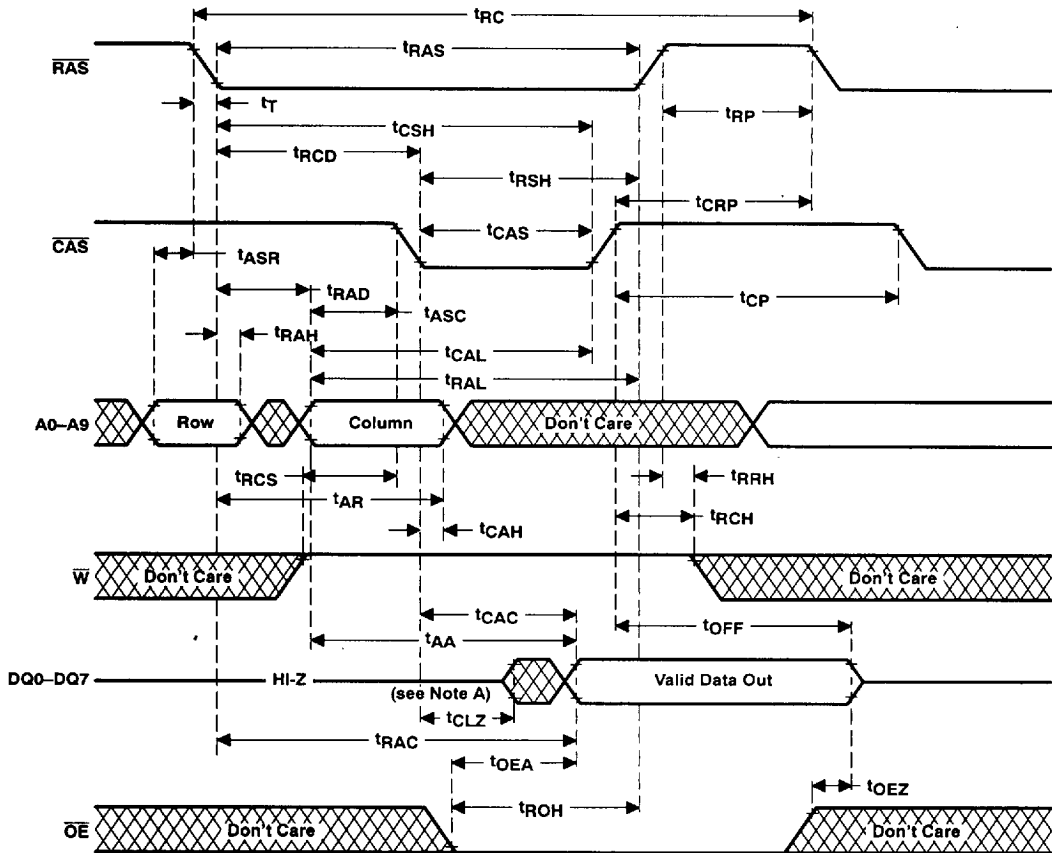 tRC
tRAS
RAS
tT
tRP
tCSH
tRCD
tRSH
tCRP
CAS
tCAS
tASR
tRAD
tCP
tASC
tRAH
tCAL
tRAL
A0–A9
Row
Column
Don't Care
tRCS
tRRH
tAR
tRCH
tCAH
W
Don't Care
Don't Care
tCAC
tOFF
tAA
DQ0–DQ7
HI-Z
(see Note A)
Valid Data Out
tCLZ
tRAC
tOEA
tOEZ
tROH
OE
Don't Care
Don't Care